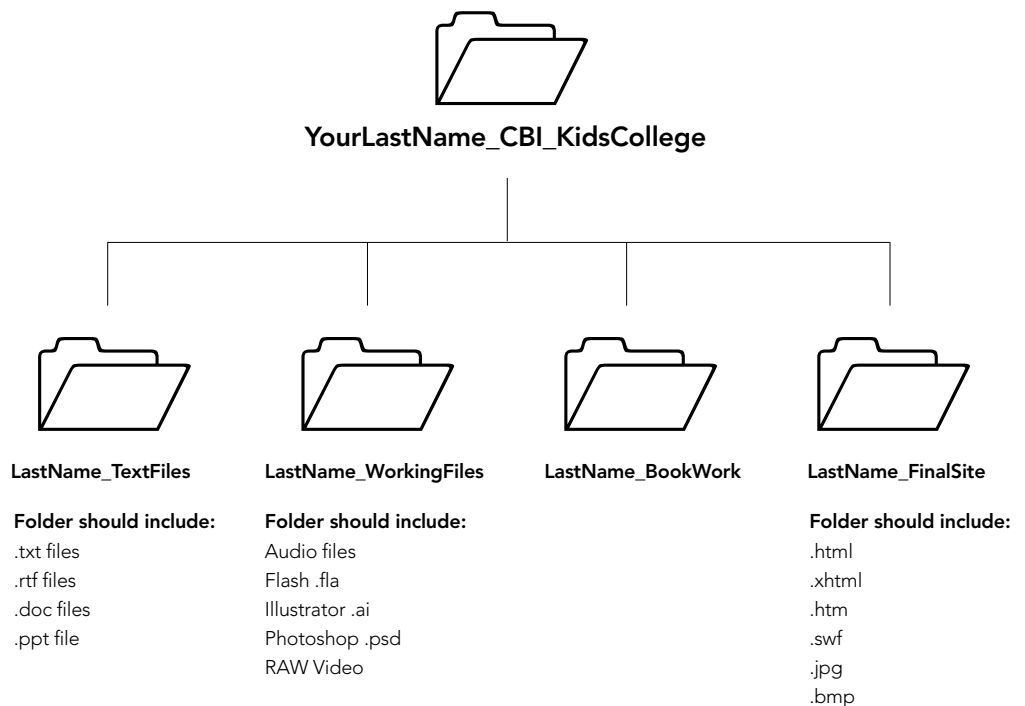 YourLastName_CBI_KidsCollege
LastName_TextFiles
Folder should include:
.txt files
.rtf files
.doc files
.ppt file
LastName_WorkingFiles
Folder should include:
Audio files
Flash .fla
Illustrator .ai
Photoshop .psd
RAW Video
LastName_BookWork
LastName_FinalSite
Folder should include:
.html
.xhtml
.htm
.swf
.jpg
.bmp